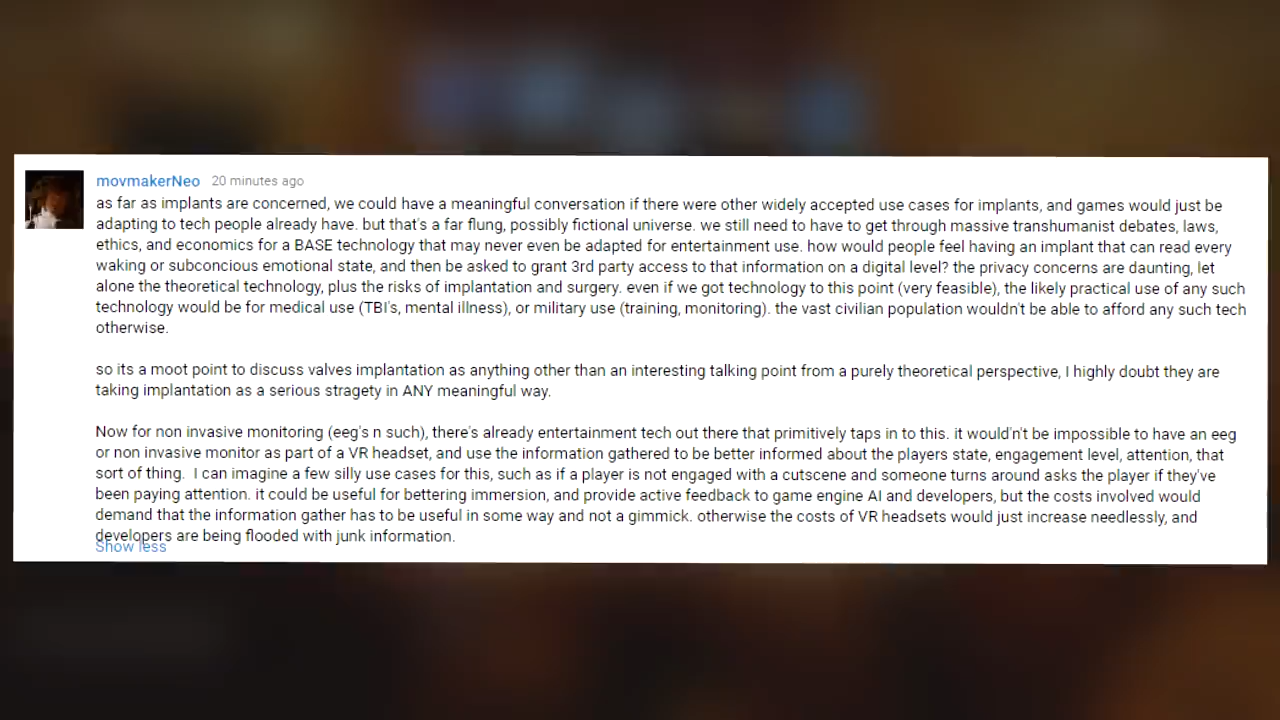 movmakerNeo 20 minutes ago
as far as implants are concerned, we could have a meaningful conversation if there were other widely accepted use cases for implants, and games would just be
adapting to tech people already have. but that's a far flung, possibly fictional universe. we still need to have to get through massive transhumanist debates, laws,
ethics, and economics for a BASE technology that may never even be adapted for entertainment use. how would people feel having an implant that can read every
waking or subconcious emotional state, and then be asked to grant 3rd party access to that information on a digital level? the privacy concerns are daunting, let
alone the theoretical technology, plus the risks of implantation and surgery. even if we got technology to this point (very feasible), the likely practical use of any such
technology would be for medical use (TBI's, mental illness), or military use (training, monitoring). the vast civilian population wouldn't be able to afford any such tech
otherwise.
so its a moot point to discuss valves implantation as anything other than an interesting talking point from a purely theoretical perspective, I highly doubt they are
taking implantation as a serious stragety in ANY meaningful way.
Now for non invasive monitoring (eeg's n such), there's already entertainment tech out there that primitively taps in to this. it would'n't be impossible to have an eeg
or non invasive monitor as part of a VR headset, and use the information gathered to be better informed about the players state, engagement level, attention, that
sort of thing.  I can imagine a few silly use cases for this, such as if a player is not engaged with a cutscene and someone turns around asks the player if they've
been paying attention. it could be useful for bettering immersion, and provide active feedback to game engine AI and developers, but the costs involved would
demand that the information gather has to be useful in some way and not a gimmick. otherwise the costs of VR headsets would just increase needlessly, and
developers are being flooded with junk information.
Show less